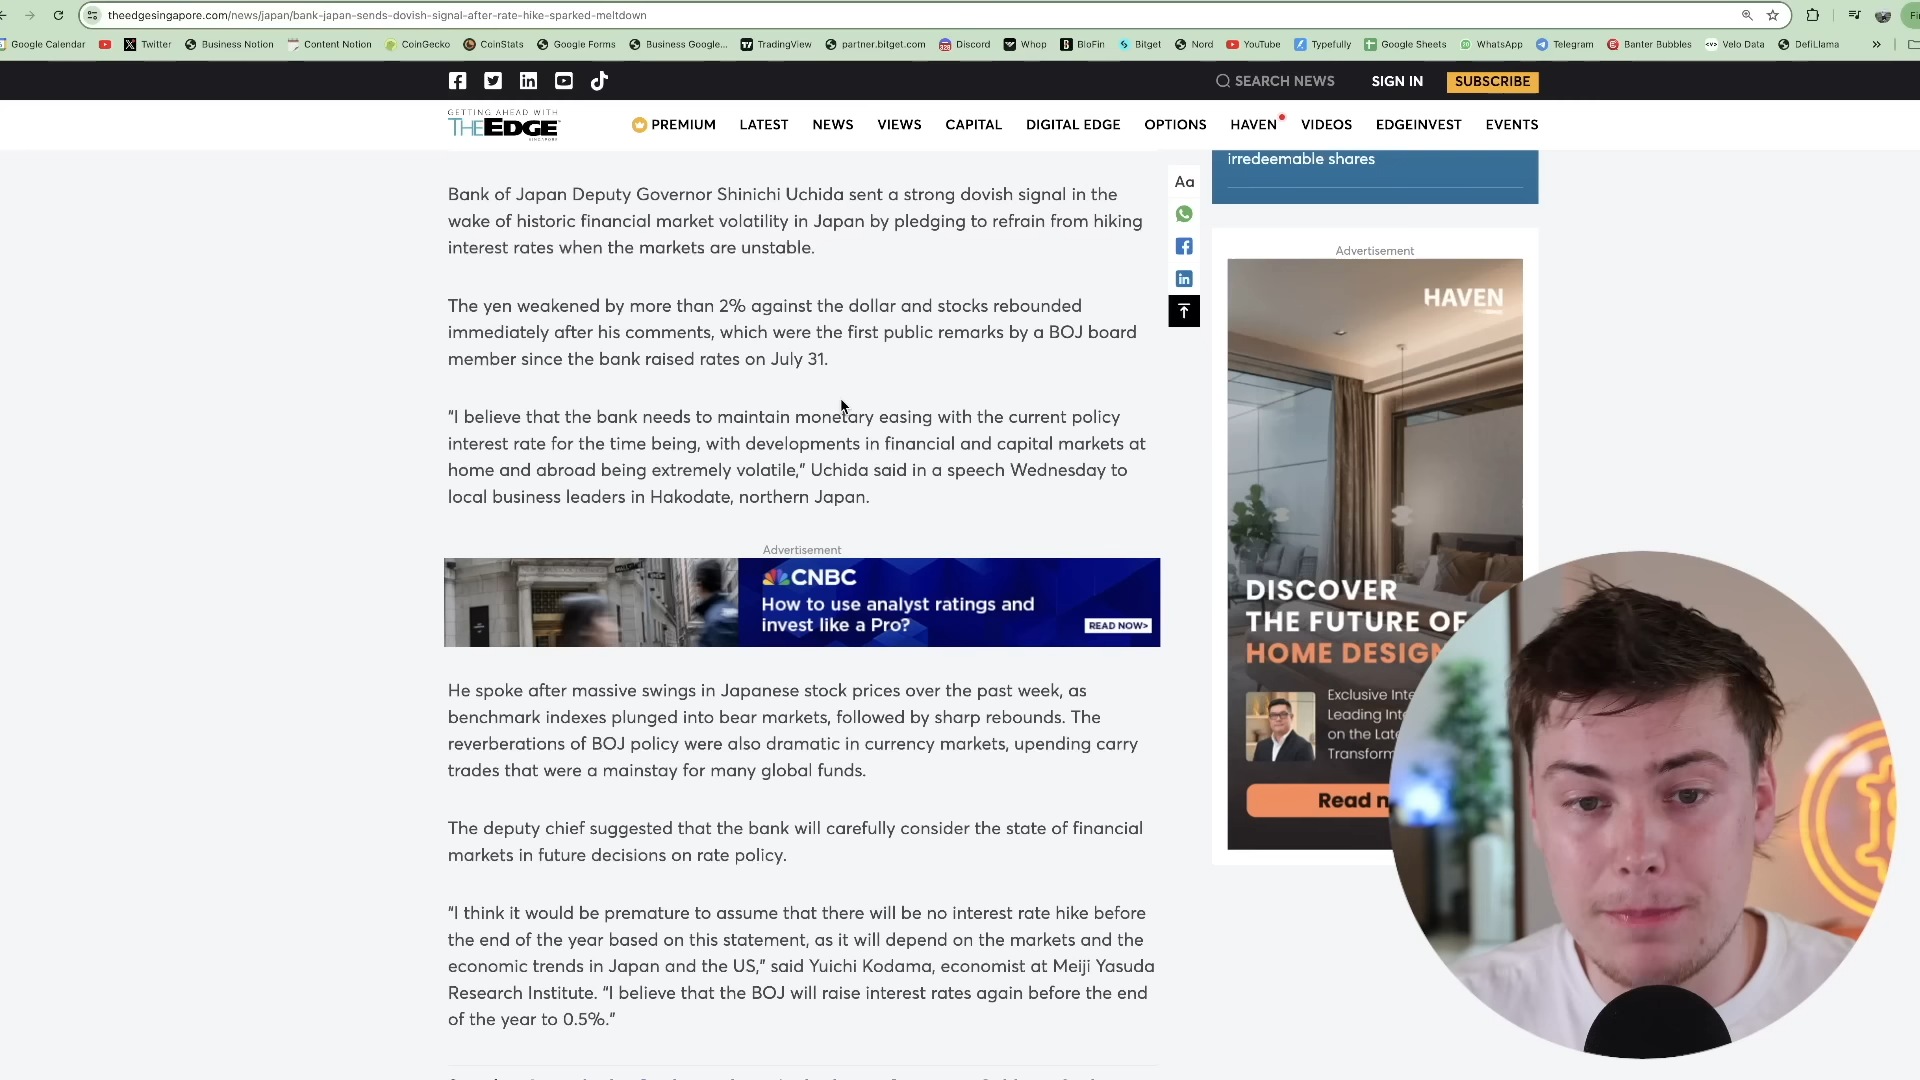 theedgesingapore.com/news/japan/bank-japan-sends-dovish-signal-after-rate-hike-sparked-meltdown
Google Calendar Twitter Business Notion Content Notion CoinGecko CoinStats Google Forms Business Google... TradingView partner.bitget.com Discord Whop BloFin Bitget Nord YouTube Typefully Google Sheets WhatsApp Telegram Banter Bubbles Velo Data DefiLlama
SEARCH NEWS SIGN IN SUBSCRIBE
GETTING AHEAD WITH
THEEDGE
SINGAPORE
PREMIUM LATEST NEWS VIEWS CAPITAL DIGITAL EDGE OPTIONS HAVEN VIDEOS EDGEINVEST EVENTS
irredeemable shares
Aa
Bank of Japan Deputy Governor Shinichi Uchida sent a strong dovish signal in the
wake of historic financial market volatility in Japan by pledging to refrain from hiking
interest rates when the markets are unstable.
The yen weakened by more than 2% against the dollar and stocks rebounded
immediately after his comments, which were the first public remarks by a BOJ board
member since the bank raised rates on July 31.
“I believe that the bank needs to maintain monetary easing with the current policy
interest rate for the time being, with developments in financial and capital markets at
home and abroad being extremely volatile,” Uchida said in a speech Wednesday to
local business leaders in Hakodate, northern Japan.
Advertisement
CNBC
How to use analyst ratings and
invest like a Pro?
READ NOW>
He spoke after massive swings in Japanese stock prices over the past week, as
benchmark indexes plunged into bear markets, followed by sharp rebounds. The
reverberations of BOJ policy were also dramatic in currency markets, upending carry
trades that were a mainstay for many global funds.
The deputy chief suggested that the bank will carefully consider the state of financial
markets in future decisions on rate policy.
“I think it would be premature to assume that there will be no interest rate hike before
the end of the year based on this statement, as it will depend on the markets and the
economic trends in Japan and the US,” said Yuichi Kodama, economist at Meiji Yasuda
Research Institute. “I believe that the BOJ will raise interest rates again before the end
of the year to 0.5%.”
Advertisement
HAVEN
DISCOVER
THE FUTURE OF
HOME DESIGN
Exclusive Inte
Leading Int
on the Late
Transform
Read n